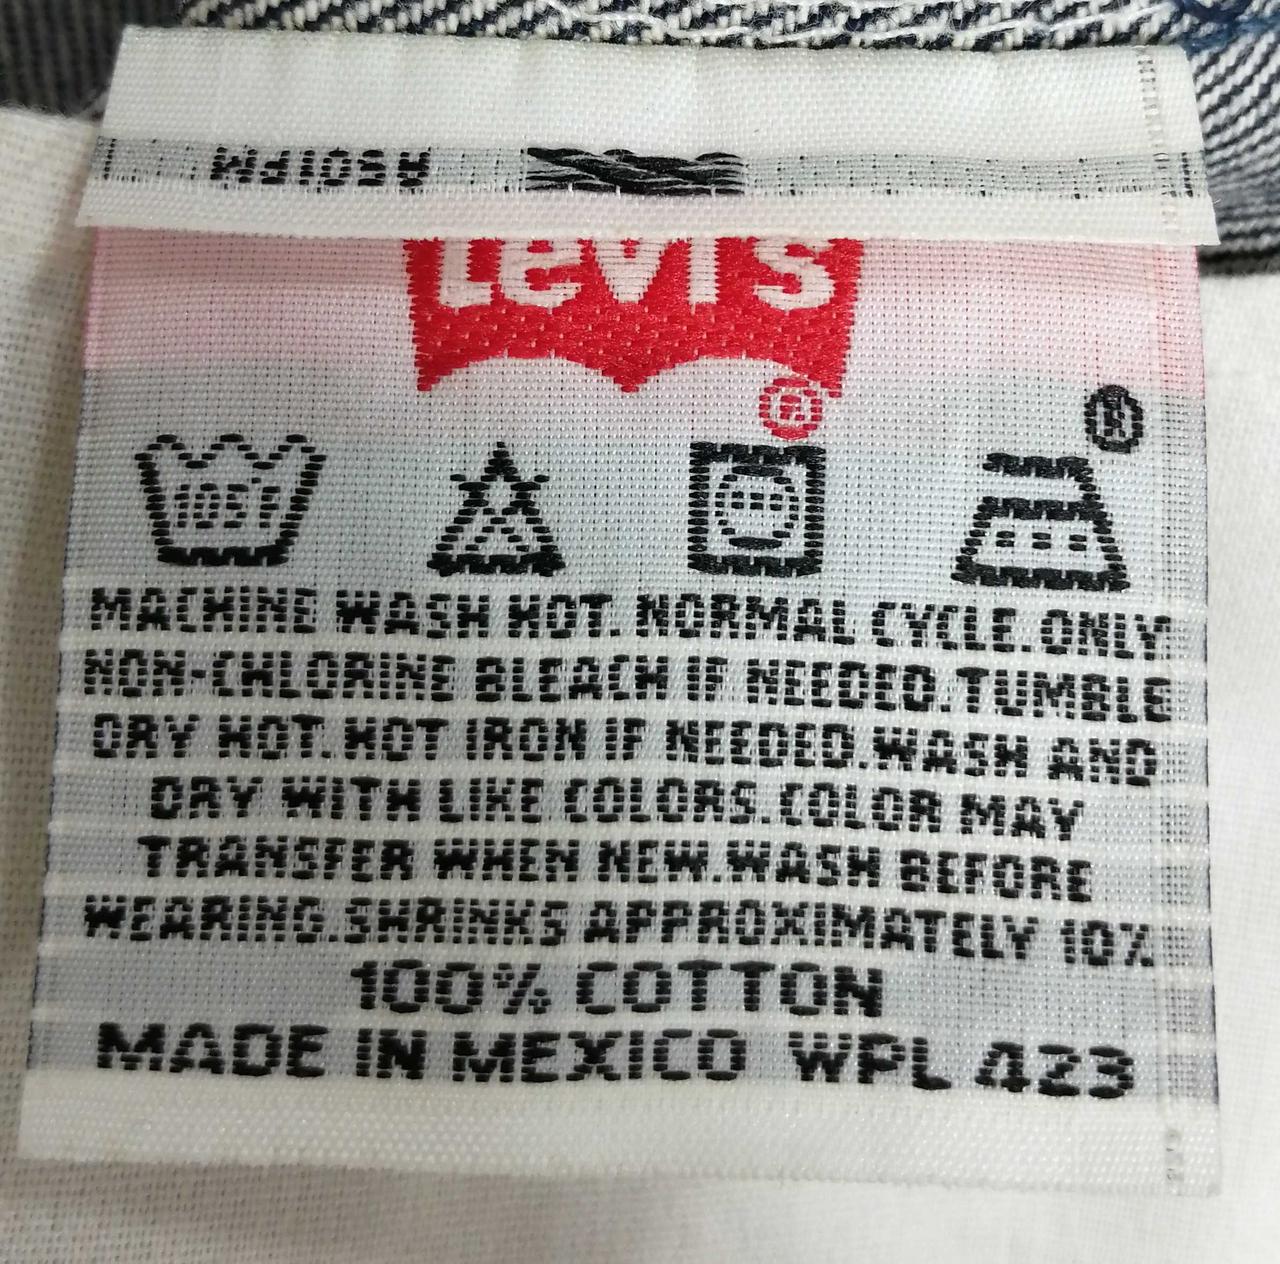 Levi's
®
®
105°F
MACHINE WASH HOT. NORMAL CYCLE. ONLY
NON-CHLORINE BLEACH IF NEEDED. TUMBLE
DRY HOT. HOT IRON IF NEEDED. WASH AND
DRY WITH LIKE COLORS. COLOR MAY
TRANSFER WHEN NEW. WASH BEFORE
WEARING. SHRINKS APPROXIMATELY 10%
100% COTTON
MADE IN MEXICO WPL 423